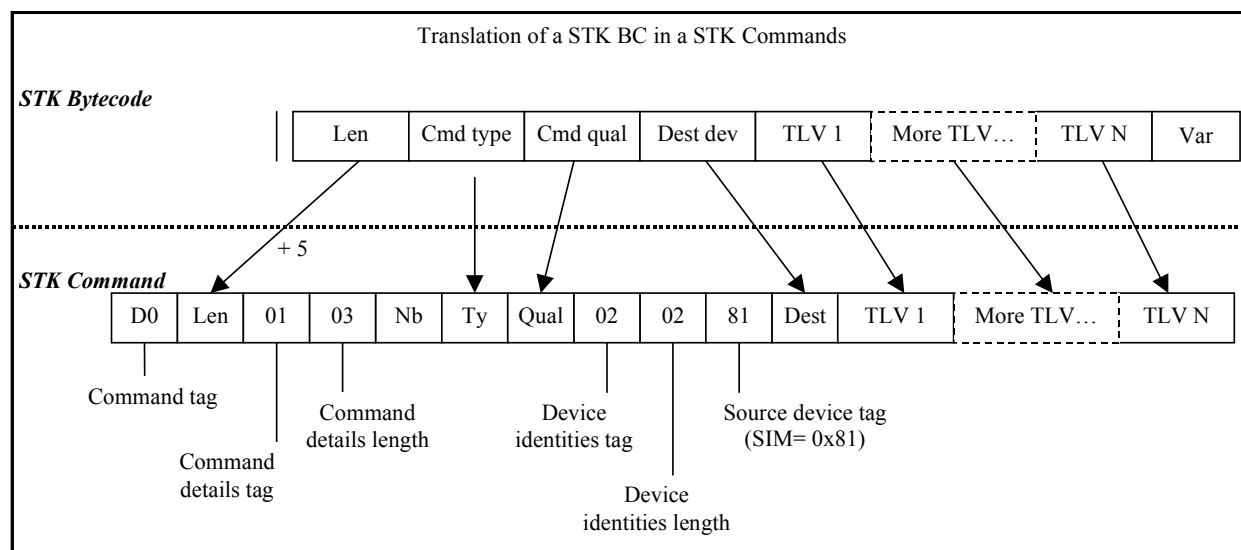 Translation of a STK BC in a STK Commands
STK Bytecode
Len Cmd type Cmd qual Dest dev TLV 1 More TLV… TLV N Var
+ 5
STK Command
D0 Len 01 03 Nb Ty Qual 02 02 81 Dest TLV 1 More TLV… TLV N
Command tag
Command
details length
Device
identities tag
Source device tag
(SIM= 0x81)
Command
details tag
Device
identities length